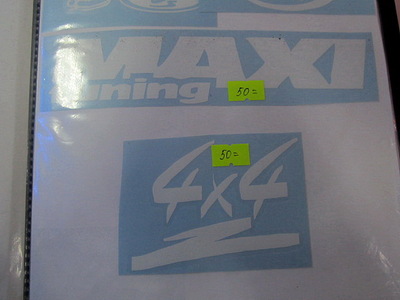 MAXI
tuning
50=
50=
4x4